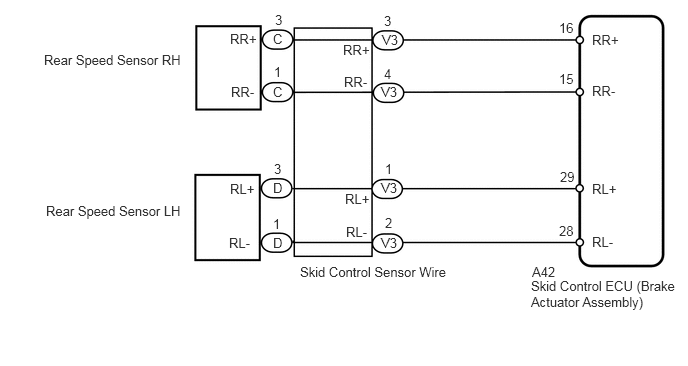 3 3 16
RR+ C V3 RR+
RR+
Rear Speed Sensor RH
1 4 15
RR- C RR- V3 RR-
3 1 29
RL+ D V3 RL+
RL+
Rear Speed Sensor LH
1 2 28
RL- D RL- V3 RL-
Skid Control Sensor Wire
A42
Skid Control ECU (Brake
Actuator Assembly)